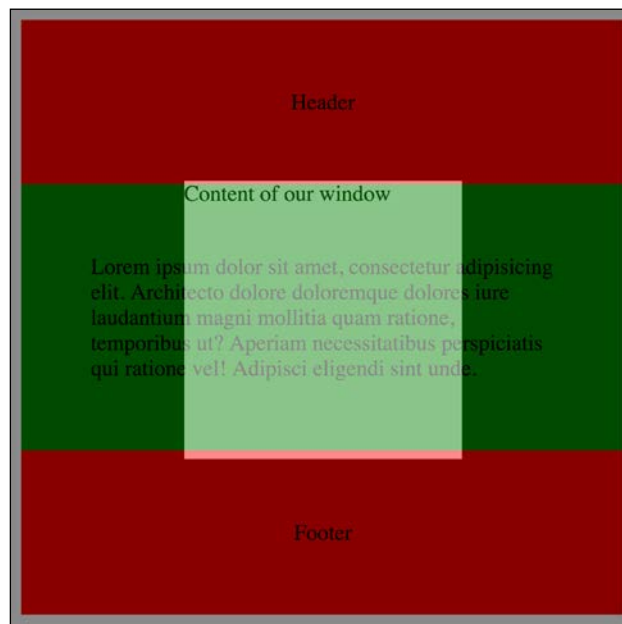 Header
Content of our window
Lorem ipsum dolor sit amet, consectetur adipisicing
elit. Architecto dolore doloremque dolores iure
laudantium magni mollitia quam ratione,
temporibus ut? Aperiam necessitatibus perspiciatis
qui ratione vel! Adipisci eligendi sint unde.
Footer